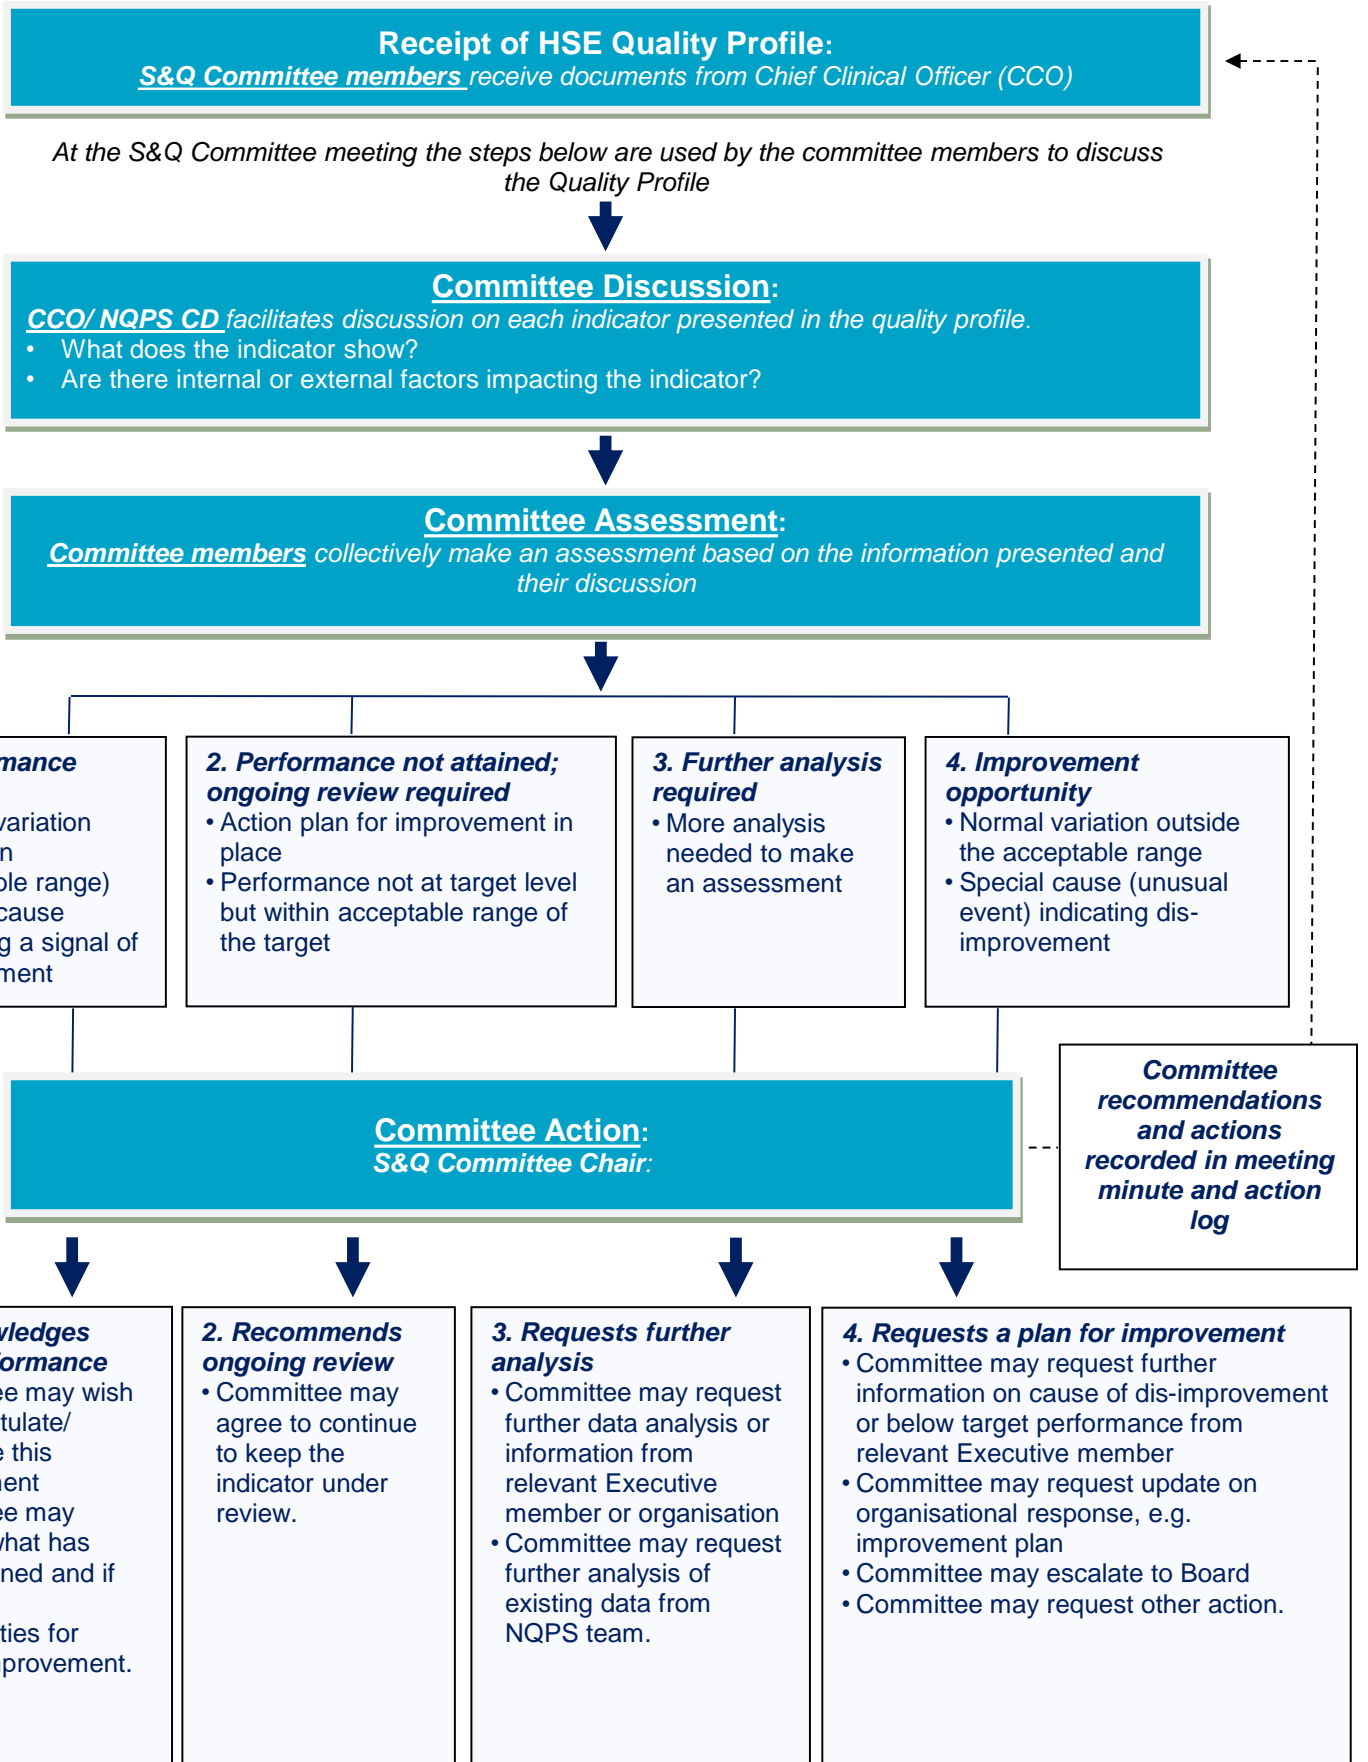 Receipt of HSE Quality Profile:
S&Q Committee members receive documents from Chief Clinical Officer (CCO)
At the S&Q Committee meeting the steps below are used by the committee members to discuss
the Quality Profile
Committee Discussion:
CCO/ NQPS CD facilitates discussion on each indicator presented in the quality profile.
• What does the indicator show?
• Are there internal or external factors impacting the indicator?
Committee Assessment:
Committee members collectively make an assessment based on the information presented and
their discussion
mance
variation
n
ole range)
cause
g a signal of
ment
2. Performance not attained;
ongoing review required
• Action plan for improvement in
place
• Performance not at target level
but within acceptable range of
the target
3. Further analysis
required
• More analysis
needed to make
an assessment
4. Improvement
opportunity
• Normal variation outside
the acceptable range
• Special cause (unusual
event) indicating dis-
improvement
Committee Action:
S&Q Committee Chair:
Committee
recommendations
and actions
recorded in meeting
minute and action
log
wledges
formance
ee may wish
tulate/
e this
ment
ee may
what has
ned and if
ties for
nprovement.
2. Recommends
ongoing review
• Committee may
agree to continue
to keep the
indicator under
review.
3. Requests further
analysis
• Committee may request
further data analysis or
information from
relevant Executive
member or organisation
• Committee may request
further analysis of
existing data from
NQPS team.
4. Requests a plan for improvement
• Committee may request further
information on cause of dis-improvement
or below target performance from
relevant Executive member
• Committee may request update on
organisational response, e.g.
improvement plan
• Committee may escalate to Board
• Committee may request other action.